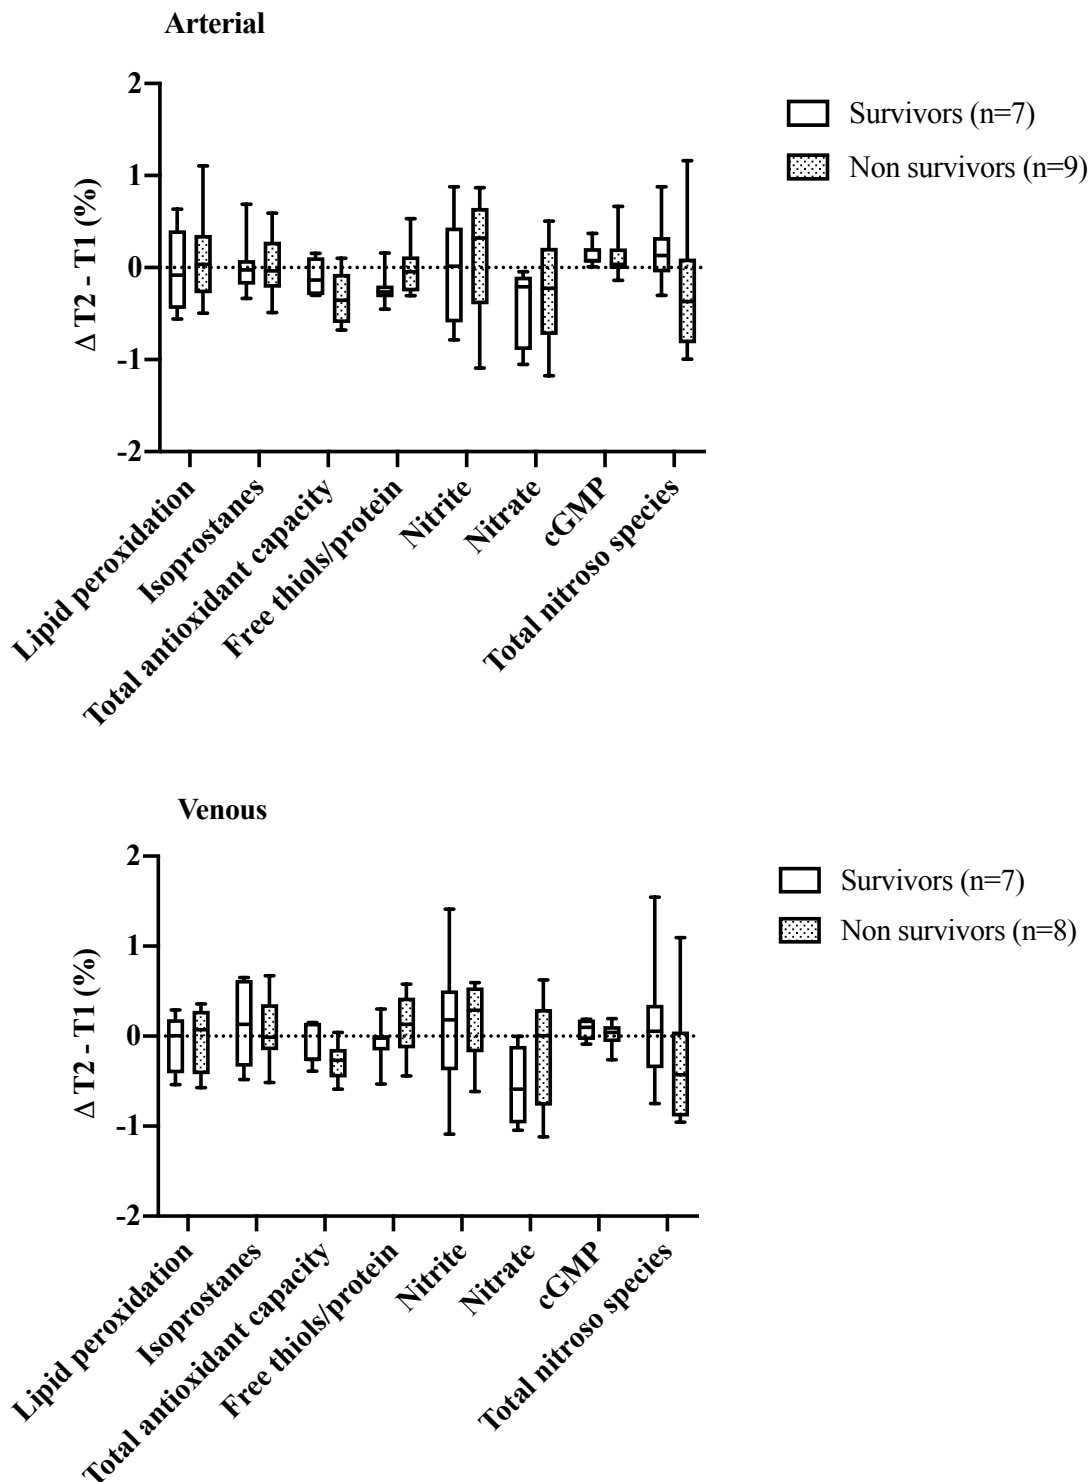 Arterial
2
1
0
-1
-2
Δ T2 - T1 (%)
Survivors (n=7)
Non survivors (n=9)
Lipid peroxidation
Isoprostanes
Total antioxidant capacity
Free thiols/protein
Nitrite
Nitrate
cGMP
Total nitroso species
Venous
2
1
0
-1
-2
Δ T2 - T1 (%)
Survivors (n=7)
Non survivors (n=8)
Lipid peroxidation
Isoprostanes
Total antioxidant capacity
Free thiols/protein
Nitrite
Nitrate
cGMP
Total nitroso species